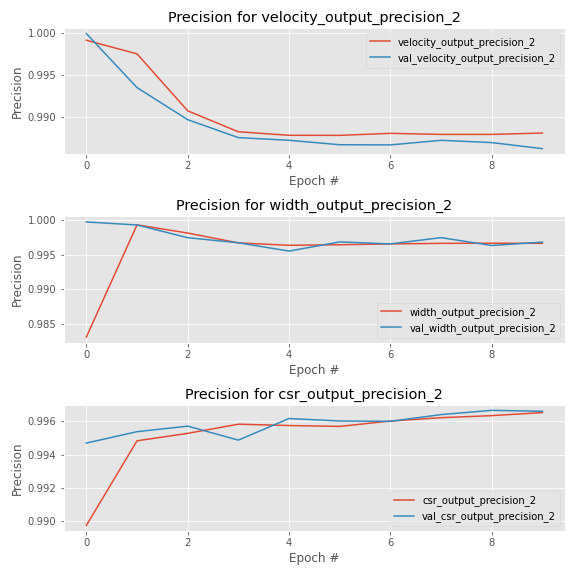 Precision for velocity_output_precision_2
1.000
0.995
0.990
Precision
velocity_output_precision_2
val_velocity_output_precision_2
0 2 4 6 8
Epoch #
Precision for width_output_precision_2
1.000
0.995
0.990
0.985
Precision
width_output_precision_2
val_width_output_precision_2
0 2 4 6 8
Epoch #
Precision for csr_output_precision_2
0.996
0.994
0.992
0.990
Precision
csr_output_precision_2
val_csr_output_precision_2
0 2 4 6 8
Epoch #